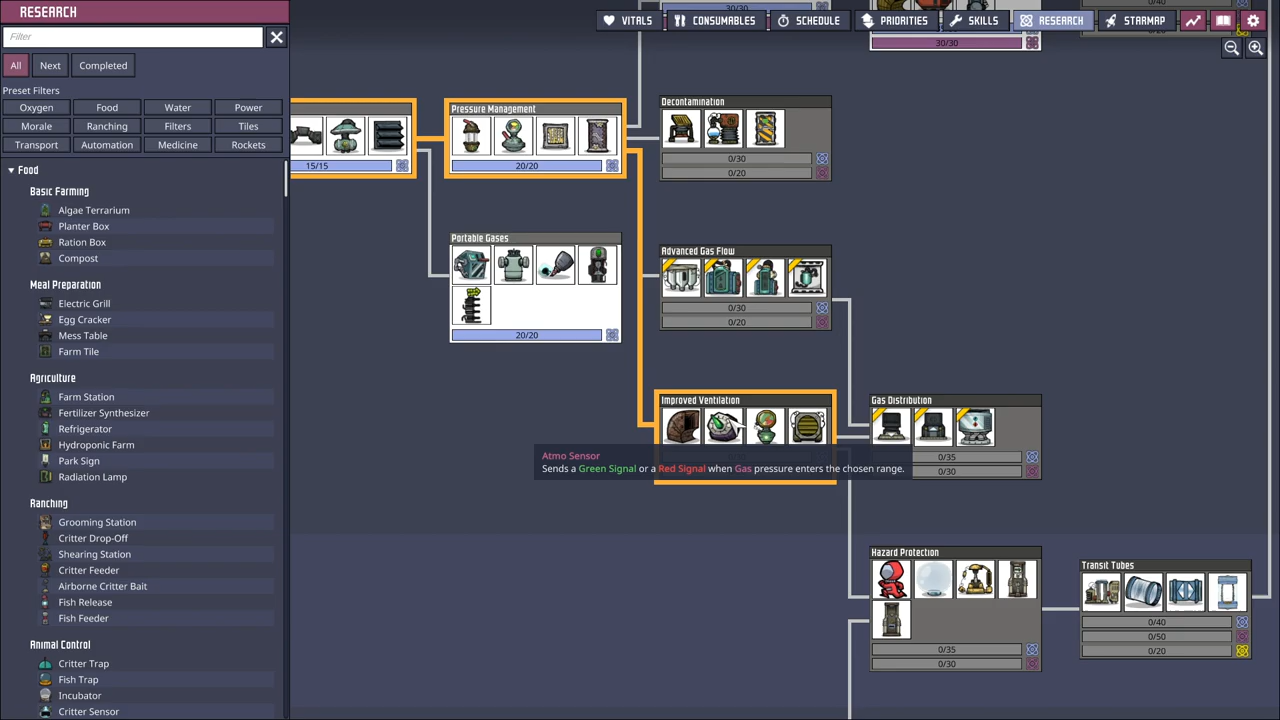 RESEARCH
VITALS
CONSUMABLES
SCHEDULE
PRIORITIES
SKILLS
RESEARCH
STARMAP
Filter
All
Next
Completed
Preset Filters
Oxygen
Food
Water
Power
Morale
Ranching
Filters
Tiles
Transport
Automation
Medicine
Rockets
Food
Basic Farming
Algae Terrarium
Planter Box
Ration Box
Compost
Meal Preparation
Electric Grill
Egg Cracker
Mess Table
Farm Tile
Agriculture
Farm Station
Fertilizer Synthesizer
Refrigerator
Hydroponic Farm
Park Sign
Radiation Lamp
Ranching
Grooming Station
Critter Drop-Off
Shearing Station
Critter Feeder
Airborne Critter Bait
Fish Release
Fish Feeder
Animal Control
Critter Trap
Fish Trap
Incubator
Critter Sensor
30/30
30/30
15/15
Pressure Management
20/20
Decontamination
0/30
0/20
Portable Gases
20/20
Advanced Gas Flow
0/30
0/20
Improved Ventilation
Atmo Sensor
Sends a Green Signal or a Red Signal when Gas pressure enters the chosen range.
Gas Distribution
0/35
0/30
Hazard Protection
0/35
0/30
Transit Tubes
0/40
0/50
0/20